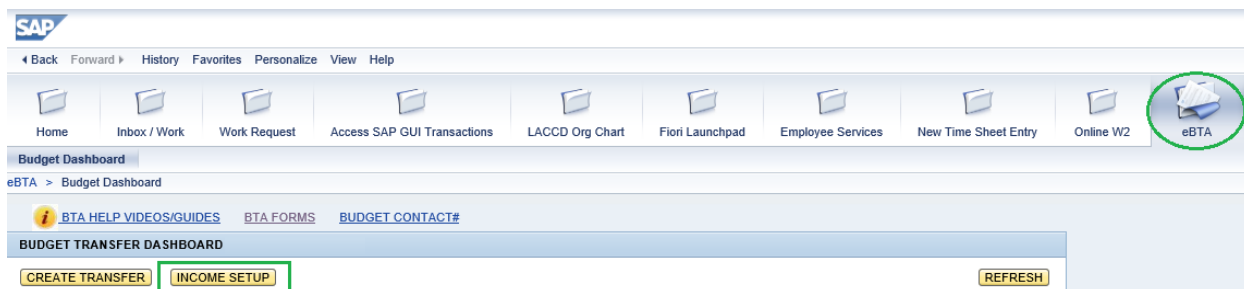 SAP
Back Forward History Favorites Personalize View Help
Home Inbox / Work Work Request Access SAP GUI Transactions LACCD Org Chart Fiori Launchpad Employee Services New Time Sheet Entry Online W2 eBTA
Budget Dashboard
eBTA > Budget Dashboard
i BTA HELP VIDEOS/GUIDES BTA FORMS BUDGET CONTACT#
BUDGET TRANSFER DASHBOARD
CREATE TRANSFER INCOME SETUP REFRESH